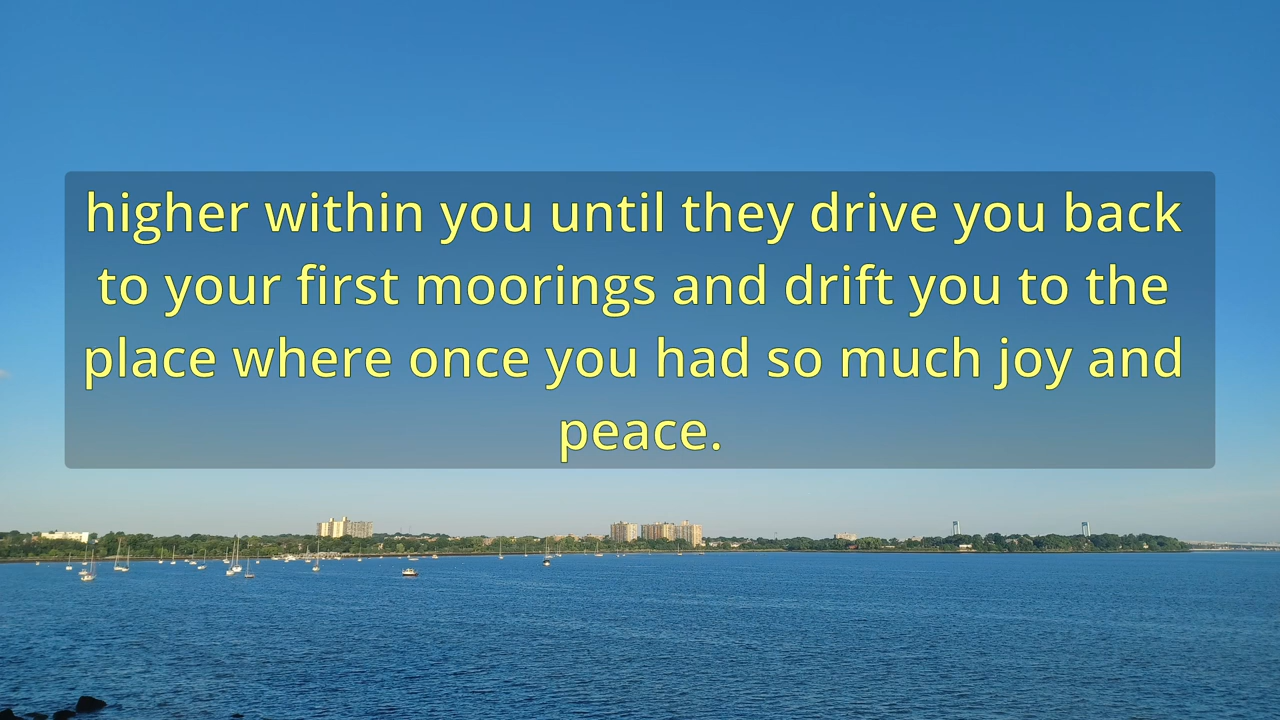 higher within you until they drive you back
to your first moorings and drift you to the
place where once you had so much joy and
peace.